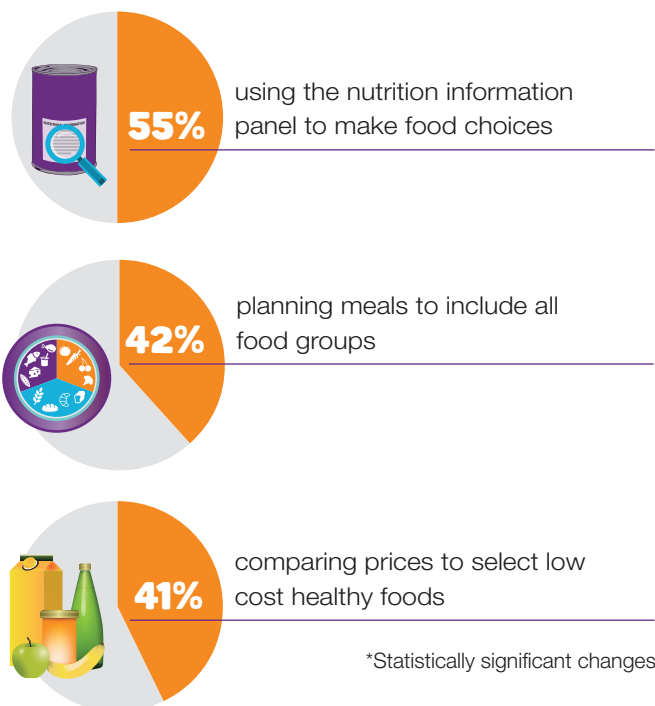 55%
using the nutrition information
panel to make food choices
42%
planning meals to include all
food groups
41%
comparing prices to select low
cost healthy foods
*Statistically significant changes